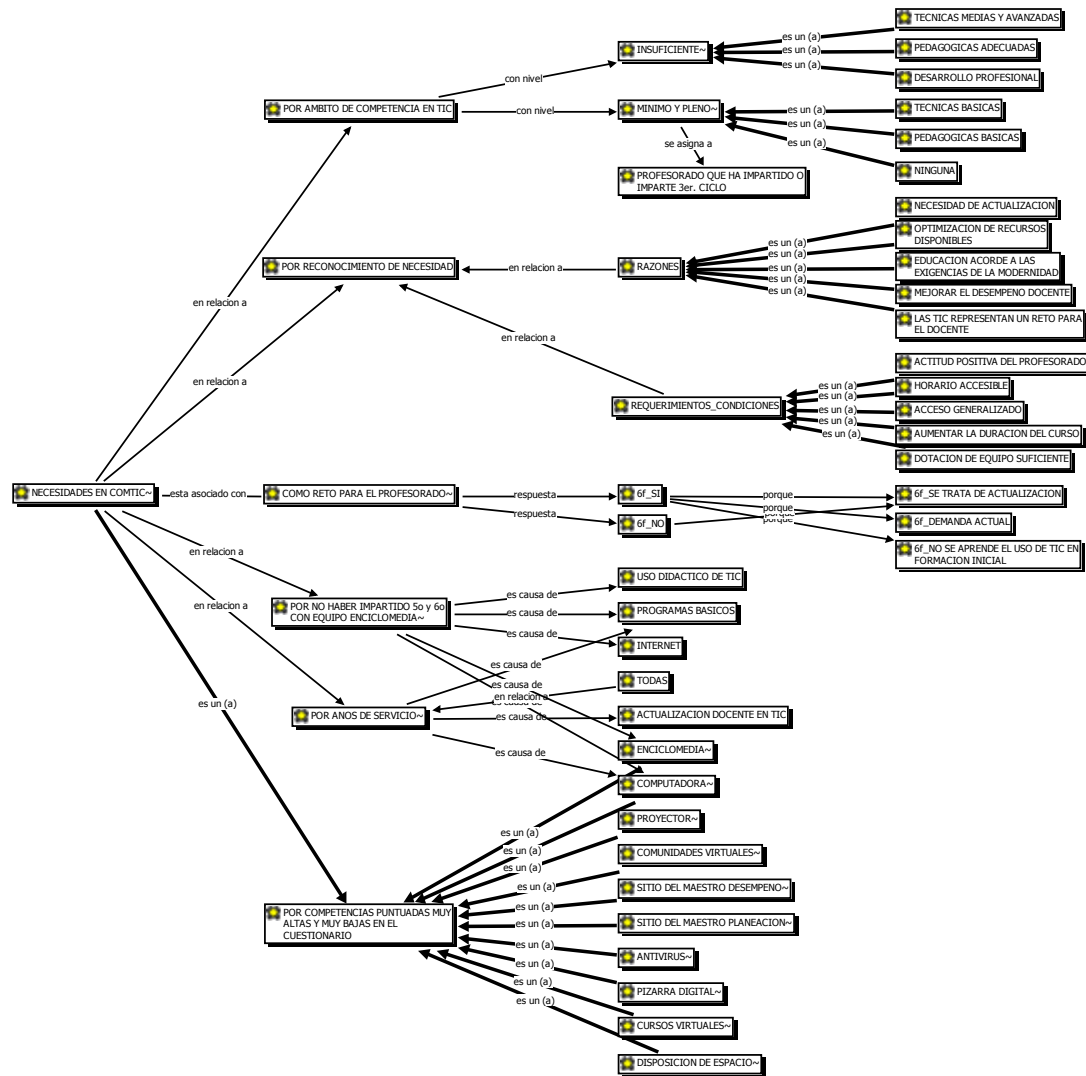 TECNICAS MEDIAS Y AVANZADAS
es un (a)
INSUFICIENTE~
es un (a)
PEDAGOGICAS ADECUADAS
es un (a)
DESARROLLO PROFESIONAL
con nivel
POR AMBITO DE COMPETENCIA EN TIC
con nivel
MINIMO Y PLENO~
es un (a)
TECNICAS BASICAS
es un (a)
PEDAGOGICAS BASICAS
es un (a)
se asigna a
NINGUNA
PROFESORADO QUE HA IMPARTIDO O
IMPARTE 3er. CICLO
NECESIDAD DE ACTUALIZACION
OPTIMIZACION DE RECURSOS
DISPONIBLES
es un (a)
es un (a)
POR RECONOCIMIENTO DE NECESIDAD
en relacion a
RAZONES
es un (a)
EDUCACION ACORDE A LAS
EXIGENCIAS DE LA MODERNIDAD
es un (a)
es un (a)
MEJORAR EL DESEMPENO DOCENTE
LAS TIC REPRESENTAN UN RETO PARA
EL DOCENTE
en relacion a
en relacion a
ACTITUD POSITIVA DEL PROFESORADO
en relacion a
es un (a)
HORARIO ACCESIBLE
es un (a)
REQUERIMIENTOS_CONDICIONES
es un (a)
ACCESO GENERALIZADO
es un (a)
es un (a)
AUMENTAR LA DURACION DEL CURSO
DOTACION DE EQUIPO SUFICIENTE
NECESIDADES EN COMTIC~
esta asociado con
COMO RETO PARA EL PROFESORADO~
respuesta
6f_SI
porque
6f_SE TRATA DE ACTUALIZACION
porque
respuesta
6f_NO
porque
porque
6f_DEMANDA ACTUAL
6f_NO SE APRENDE EL USO DE TIC EN
FORMACION INICIAL
en relacion a
USO DIDACTICO DE TIC
es causa de
en relacion a
POR NO HABER IMPARTIDO 5o y 6o
CON EQUIPO ENCICLOMEDIA~
es causa de
PROGRAMAS BASICOS
es causa de
INTERNET
es causa de
TODAS
es causa de
en relacion a
es causa de
es un (a)
POR ANOS DE SERVICIO~
es causa de
ACTUALIZACION DOCENTE EN TIC
es causa de
ENCICLOMEDIA~
COMPUTADORA~
PROYECTOR~
es un (a)
es un (a)
COMUNIDADES VIRTUALES~
es un (a)
es un (a)
SITIO DEL MAESTRO DESEMPENO~
es un (a)
POR COMPETENCIAS PUNTUADAS MUY
ALTAS Y MUY BAJAS EN EL
CUESTIONARIO
es un (a)
SITIO DEL MAESTRO PLANEACION~
es un (a)
ANTIVIRUS~
es un (a)
es un (a)
PIZARRA DIGITAL~
es un (a)
CURSOS VIRTUALES~
DISPOSICION DE ESPACIO~